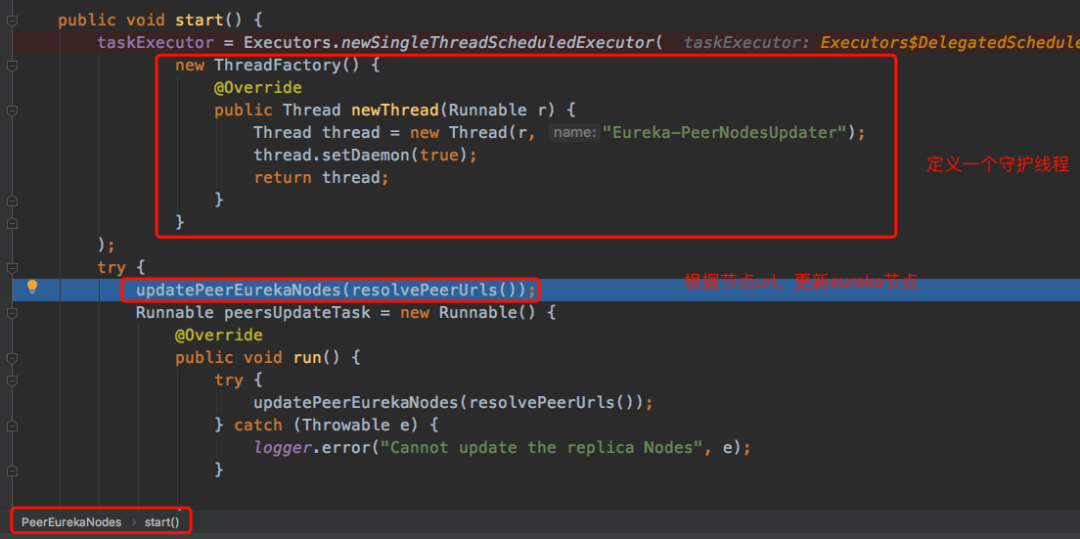 public void start() {
taskExecutor = Executors.newSingleThreadScheduledExecutor( taskExecutor: Executors$DelegatedSchedule
new ThreadFactory() {
@Override
public Thread newThread(Runnable r) {
Thread thread = new Thread(r, name: "Eureka-PeerNodesUpdater");
thread.setDaemon(true);
定义一个守护线程
return thread;
}
}
);
try {
updatePeerEurekaNodes(resolvePeerUrls());
根据节点url，更新eureka节点
Runnable peersUpdateTask = new Runnable() {
@Override
public void run() {
try {
updatePeerEurekaNodes(resolvePeerUrls());
} catch (Throwable e) {
logger.error("Cannot update the replica Nodes", e);
}
PeerEurekaNodes › start()